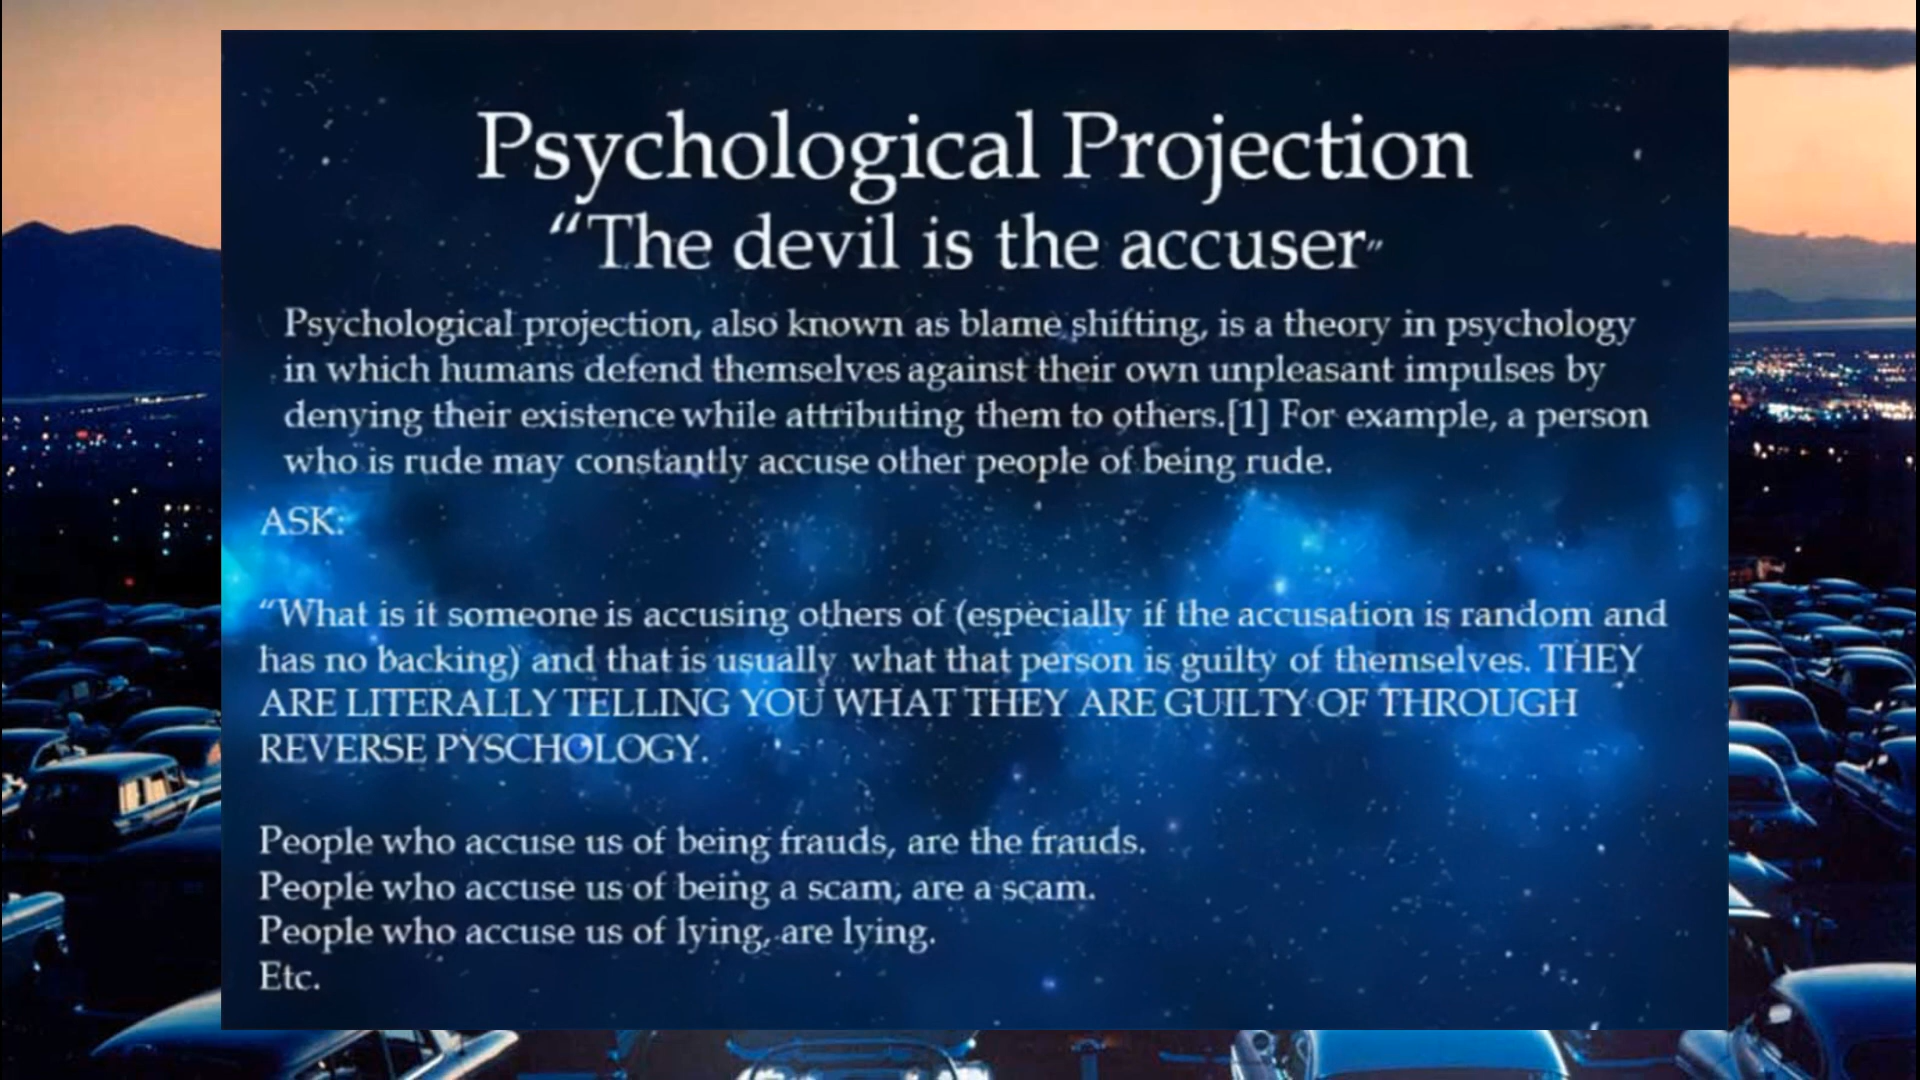 Psychological Projection
“The devil is the accuser”
Psychological projection, also known as blame shifting, is a theory in psychology
in which humans defend themselves against their own unpleasant impulses by
denying their existence while attributing them to others.[1] For example, a person
who is rude may constantly accuse other people of being rude.
ASK:
“What is it someone is accusing others of (especially if the accusation is random and
has no backing) and that is usually what that person is guilty of themselves. THEY
ARE LITERALLY TELLING YOU WHAT THEY ARE GUILTY OF THROUGH
REVERSE PYSCHOLOGY.
People who accuse us of being frauds, are the frauds.
People who accuse us of being a scam, are a scam.
People who accuse us of lying, are lying.
Etc.